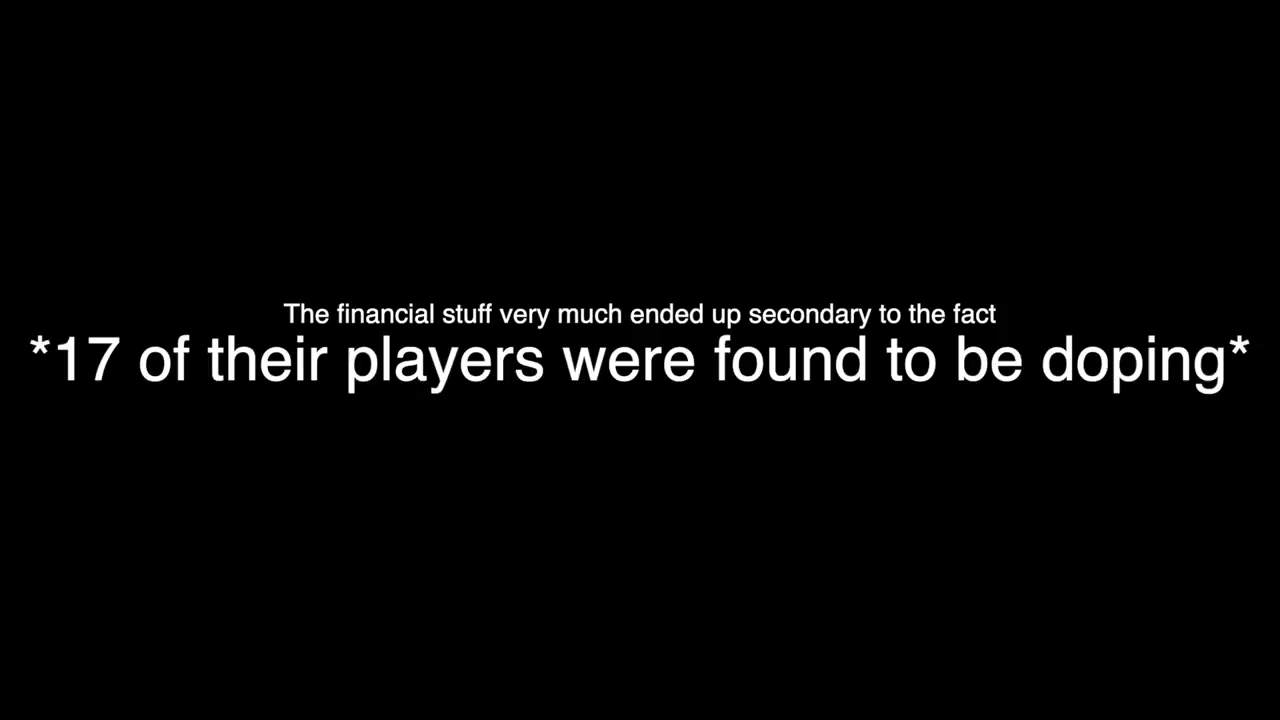 The financial stuff very much ended up secondary to the fact
*17 of their players were found to be doping*